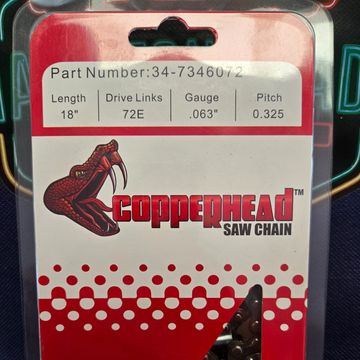 Part Number:34-7346072
Length Drive Links Gauge Pitch
18" 72E .063" 0.325
COPPERHEAD™
SAW CHAIN